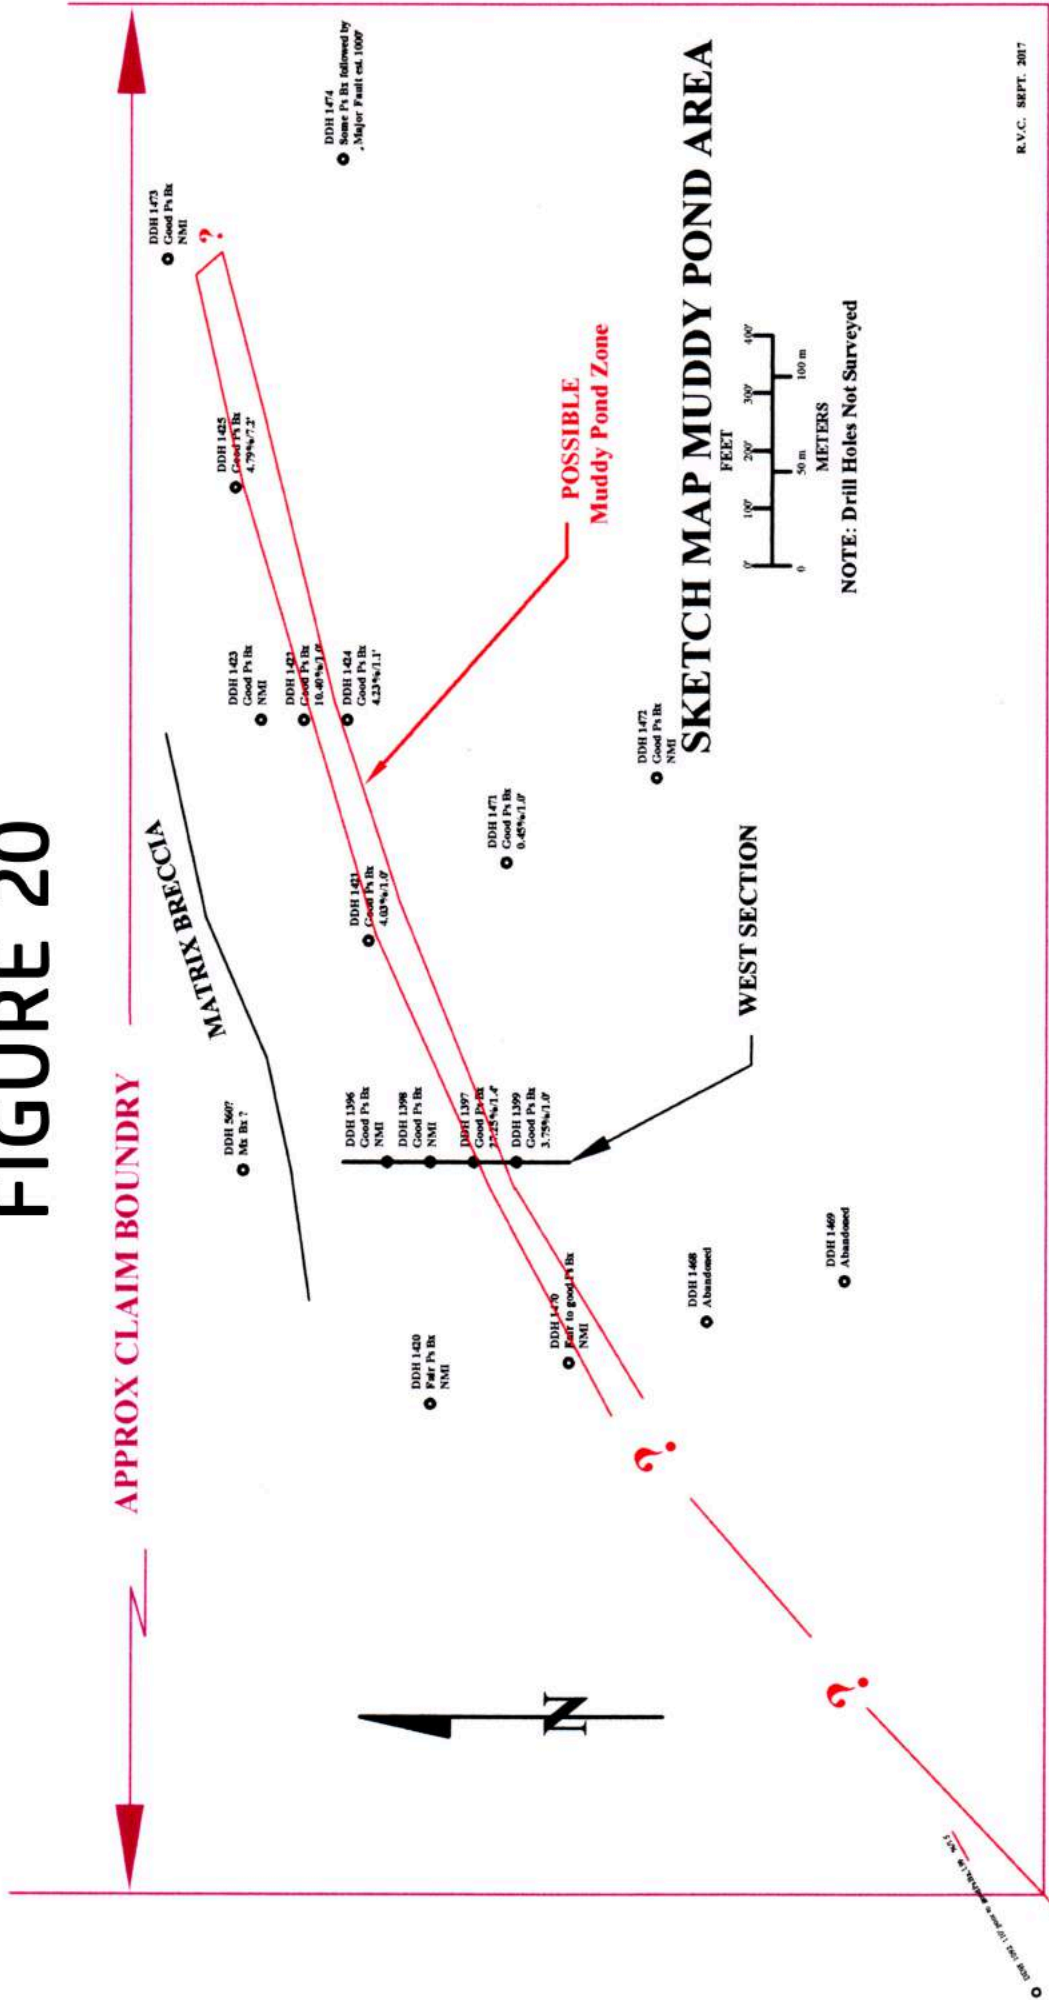 FIGURE 20
APPROX CLAIM BOUNDRY
MATRIX BRECCIA
DDH 1473
Good Ps Bx
NMI
?
DDH 1474
Some Ps Bx followed by
Major Fault est. 1000'
DDH 1425
Good Ps Bx
4.79%/7.2'
DDH 1423
Good Ps Bx
NMI
DDH 1422
Good Ps Bx
10.40%/1.0'
DDH 1424
Good Ps Bx
4.23%/1.1'
POSSIBLE
Muddy Pond Zone
DDH 1421
Good Ps Bx
4.03%/1.0'
DDH 1471
Good Ps Bx
0.45%/1.0'
DDH 1472
Good Ps Bx
NMI
DDH 560?
Mx Bx ?
DDH 1396
Good Ps Bx
NMI
DDH 1398
Good Ps Bx
NMI
DDH 1397
Good Ps Bx
DDH 1399
Good Ps Bx
3.75%/1.0'
WEST SECTION
DDH 1420
Fair Ps Bx
NMI
DDH 1470
Fair to good Ps Bx
NMI
DDH 1468
Abandoned
DDH 1469
Abandoned
?
?
N
SKETCH MAP MUDDY POND AREA
FEET
0' 100' 200' 300' 400'
0 50 m 100 m
METERS
NOTE: Drill Holes Not Surveyed
R.V.C. SEPT. 2017